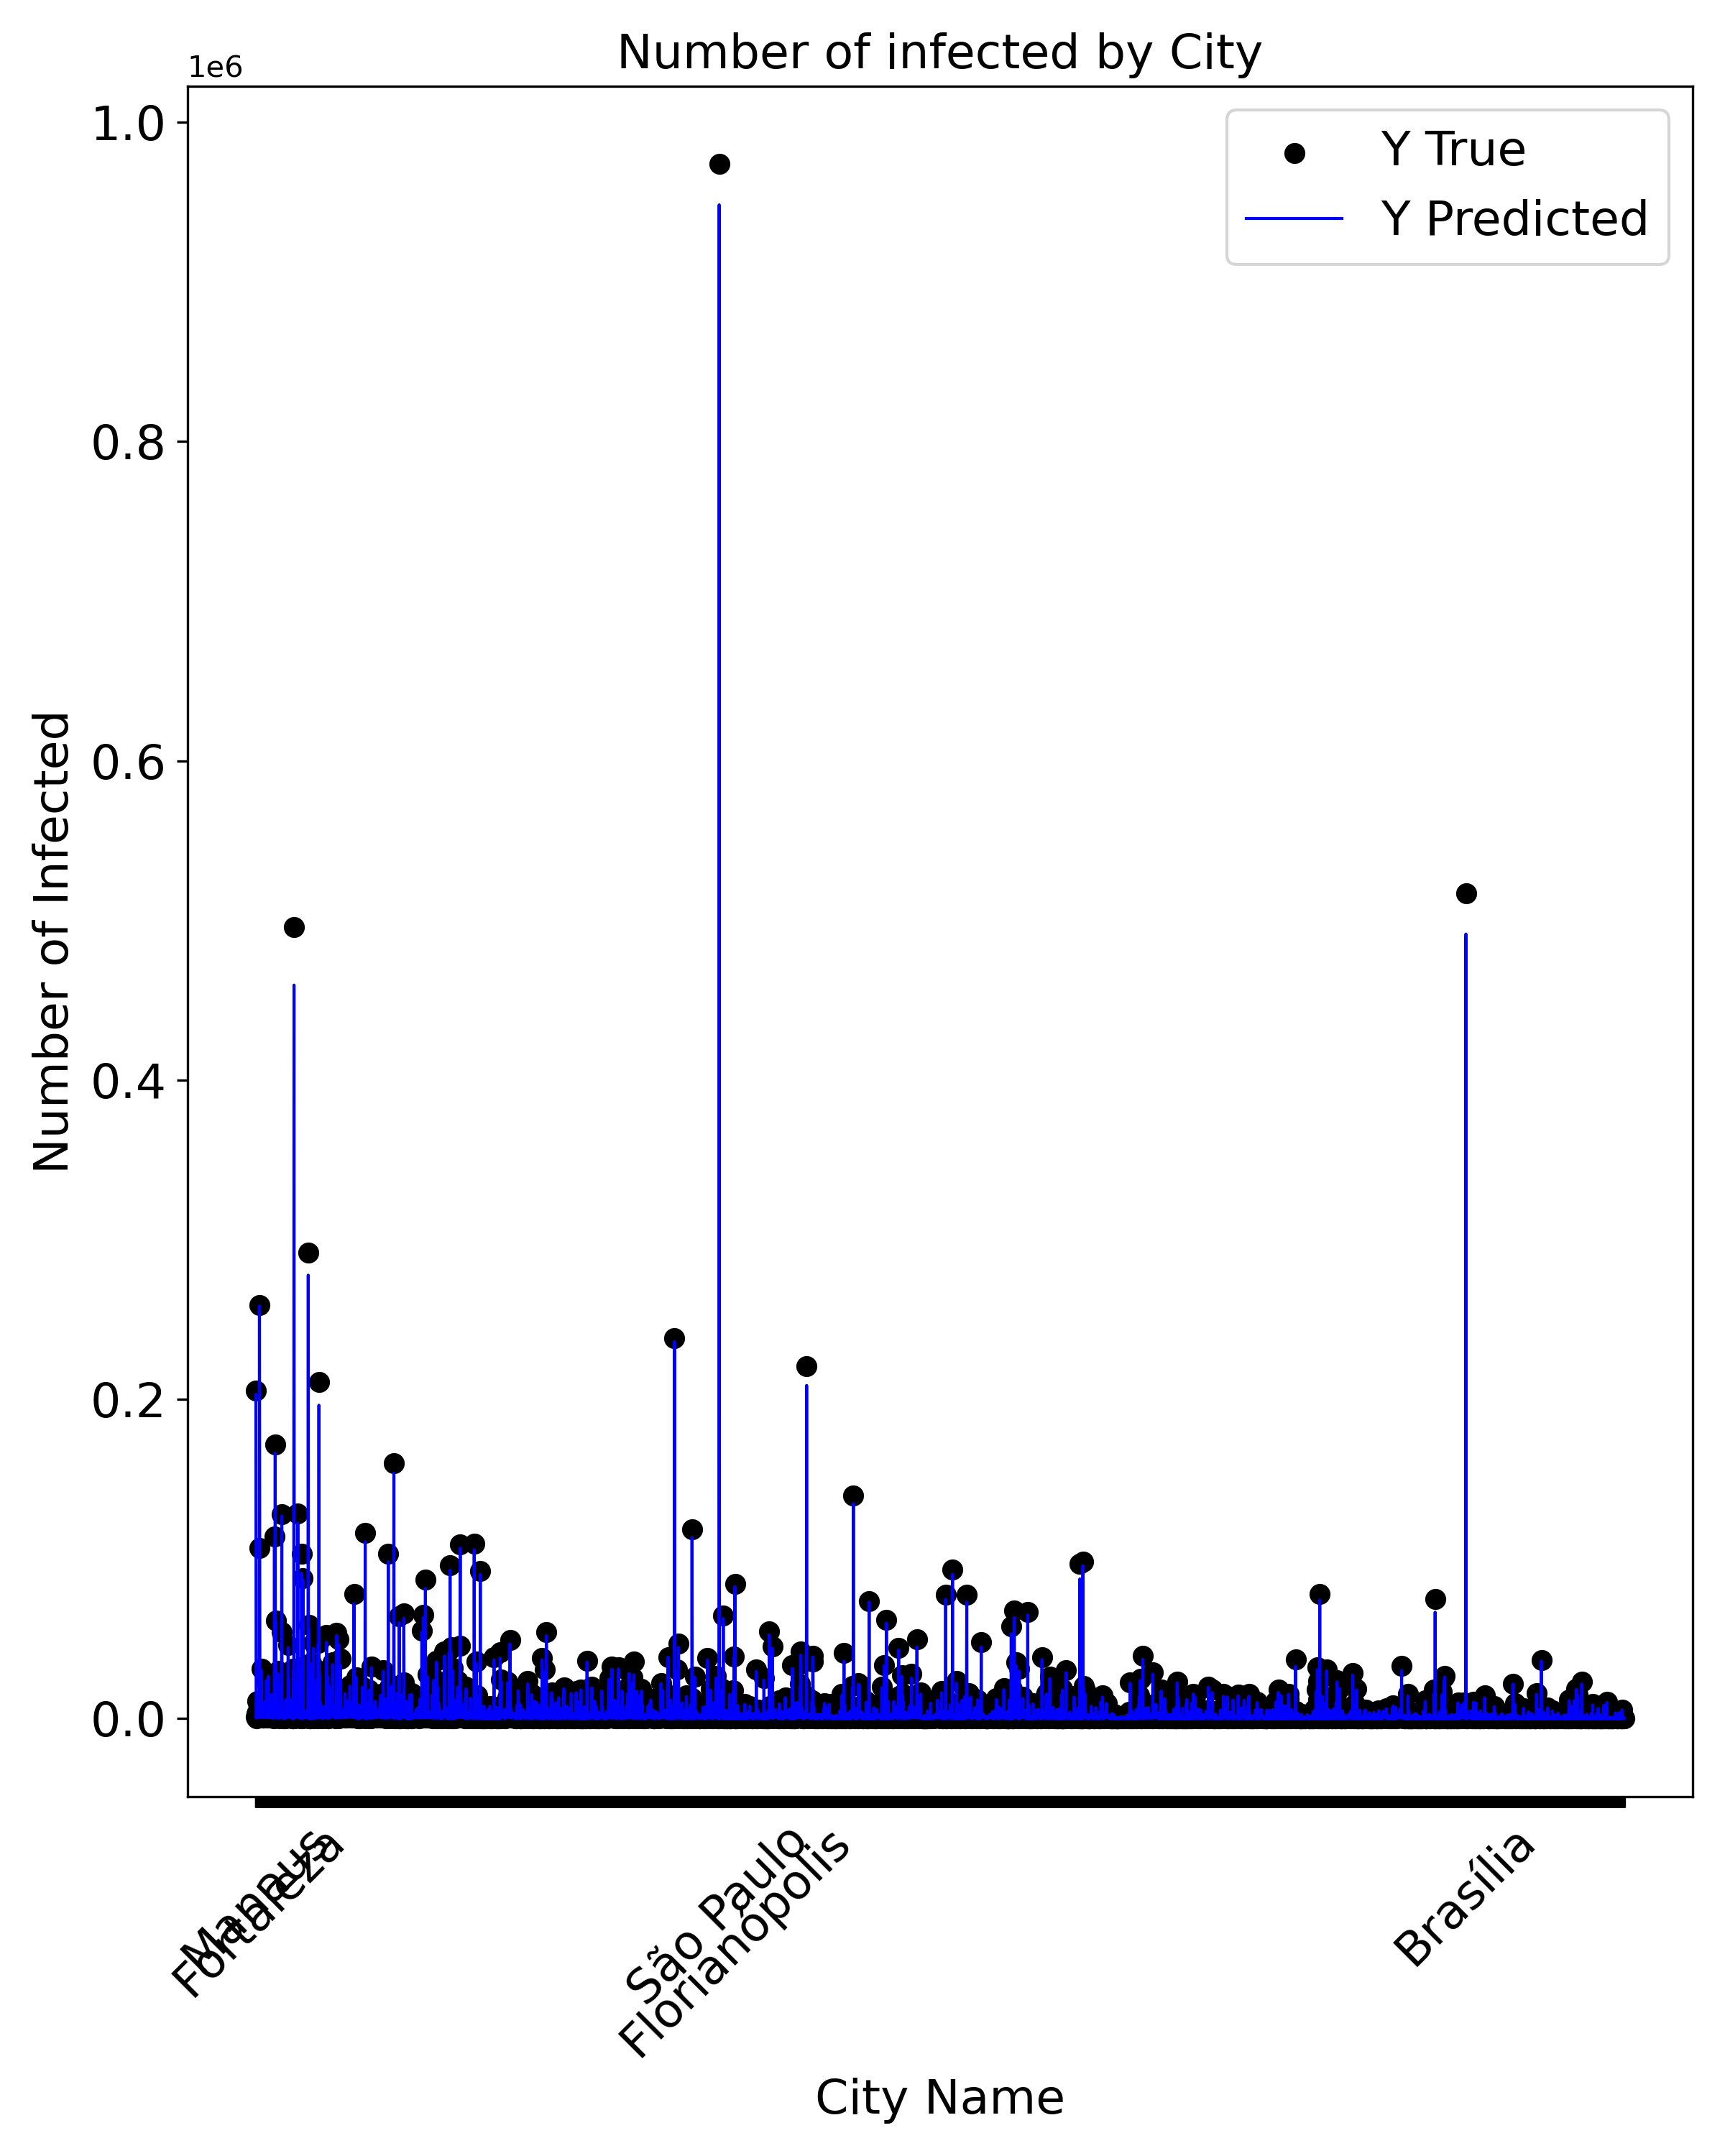 Number of infected by City
1e6
Y True
Y Predicted
1.0
0.8
0.6
0.4
0.2
0.0
Number of Infected
Manaus
Fortaleza
São Paulo
Florianópolis
Brasília
City Name